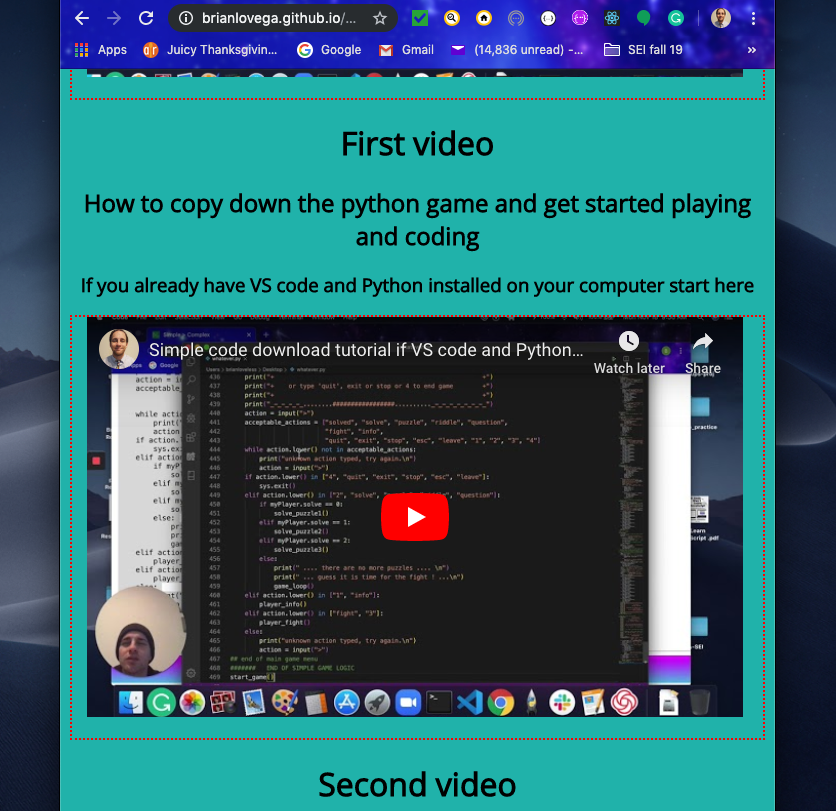 brianlovega.github.io/...
Apps
Juicy Thanksgivin...
Google
Gmail
(14,836 unread) -...
SEI fall 19
»
First video
How to copy down the python game and get started playing
and coding
If you already have VS code and Python installed on your computer start here
Simple code download tutorial if VS code and Python...
Watch later
Share
437 print("+ or type 'quit', exit or stop or 4 to end game +")
440 action = input(">")
441 acceptable_actions = ["solved", "solve", "puzzle", "riddle", "question",
442 "fight", "info",
443 "quit", "exit", "stop", "esc", "leave", "1", "2", "3", "4"]
444 while action.lower() not in acceptable_actions:
445 print("unknown action typed, try again.\n")
446 action = input(">")
447 if action.lower() in ["4", "quit", "exit", "stop", "esc", "leave"]:
448 sys.exit()
449 elif action.lower() in ["2", "solve", "question"]:
450 if myPlayer.solve == 0:
451 solve_puzzle1()
452 elif myPlayer.solve == 1:
453 solve_puzzle2()
454 elif myPlayer.solve == 2:
455 solve_puzzle3()
456 else:
457 print(" .... there are no more puzzles .... \n")
458 print(" ... guess it is time for the fight ! ...\n")
459 game_loop()
460 elif action.lower() in ["1", "info"]:
461 player_info()
462 elif action.lower() in ["fight", "3"]:
463 player_fight()
464 else:
465 print("unknown action typed, try again.\n")
466 action = input(">")
467 ## end of main game menu
468 ####### END OF SIMPLE GAME LOGIC
469 start_game()
Second video